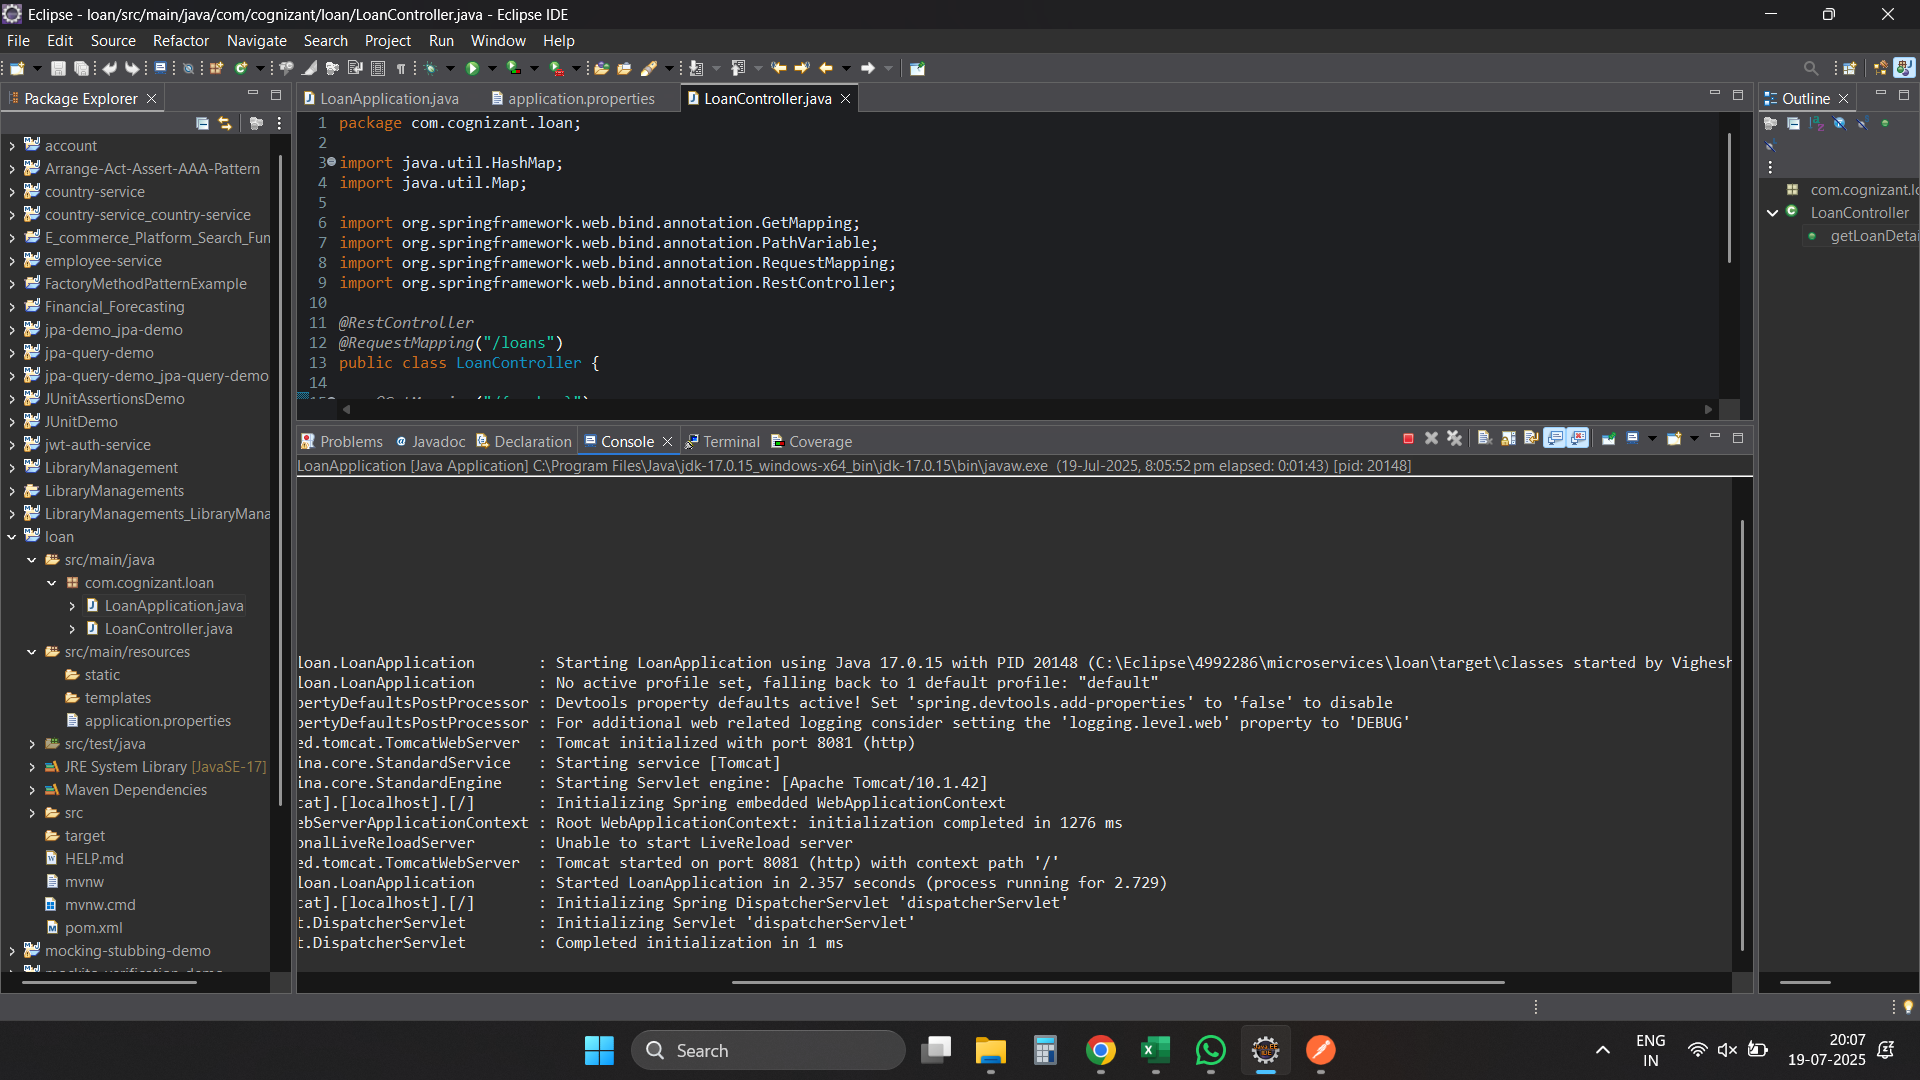 Eclipse - loan/src/main/java/com/cognizant/loan/LoanController.java - Eclipse IDE
File Edit Source Refactor Navigate Search Project Run Window Help
Package Explorer
account
Arrange-Act-Assert-AAA-Pattern
country-service
country-service_country-service
E_commerce_Platform_Search_Fun
employee-service
FactoryMethodPatternExample
Financial_Forecasting
jpa-demo_jpa-demo
jpa-query-demo
jpa-query-demo_jpa-query-demo
JUnitAssertionsDemo
JUnitDemo
jwt-auth-service
LibraryManagement
LibraryManagements
LibraryManagements_LibraryMana
loan
src/main/java
com.cognizant.loan
LoanApplication.java
LoanController.java
src/main/resources
static
templates
application.properties
src/test/java
JRE System Library [JavaSE-17]
Maven Dependencies
src
target
HELP.md
mvnw
mvnw.cmd
pom.xml
mocking-stubbing-demo
LoanApplication.java application.properties LoanController.java
1 package com.cognizant.loan;
2
3 import java.util.HashMap;
4 import java.util.Map;
5
6 import org.springframework.web.bind.annotation.GetMapping;
7 import org.springframework.web.bind.annotation.PathVariable;
8 import org.springframework.web.bind.annotation.RequestMapping;
9 import org.springframework.web.bind.annotation.RestController;
10
11 @RestController
12 @RequestMapping("/loans")
13 public class LoanController {
14
Problems Javadoc Declaration Console Terminal Coverage
LoanApplication [Java Application] C:\Program Files\Java\jdk-17.0.15_windows-x64_bin\jdk-17.0.15\bin\javaw.exe (19-Jul-2025, 8:05:52 pm elapsed: 0:01:43) [pid: 20148]
loan.LoanApplication : Starting LoanApplication using Java 17.0.15 with PID 20148 (C:\Eclipse\4992286\microservices\loan\target\classes started by Vighesh
loan.LoanApplication : No active profile set, falling back to 1 default profile: "default"
pertyDefaultsPostProcessor : Devtools property defaults active! Set 'spring.devtools.add-properties' to 'false' to disable
pertyDefaultsPostProcessor : For additional web related logging consider setting the 'logging.level.web' property to 'DEBUG'
ed.tomcat.TomcatWebServer : Tomcat initialized with port 8081 (http)
ina.core.StandardService : Starting service [Tomcat]
ina.core.StandardEngine : Starting Servlet engine: [Apache Tomcat/10.1.42]
cat].[localhost].[/] : Initializing Spring embedded WebApplicationContext
ebServerApplicationContext : Root WebApplicationContext: initialization completed in 1276 ms
onalLiveReloadServer : Unable to start LiveReload server
ed.tomcat.TomcatWebServer : Tomcat started on port 8081 (http) with context path '/'
loan.LoanApplication : Started LoanApplication in 2.357 seconds (process running for 2.729)
cat].[localhost].[/] : Initializing Spring DispatcherServlet 'dispatcherServlet'
t.DispatcherServlet : Initializing Servlet 'dispatcherServlet'
t.DispatcherServlet : Completed initialization in 1 ms
Outline
com.cognizant.lo
LoanController
getLoanDetai
Search
ENG
IN
20:07
19-07-2025